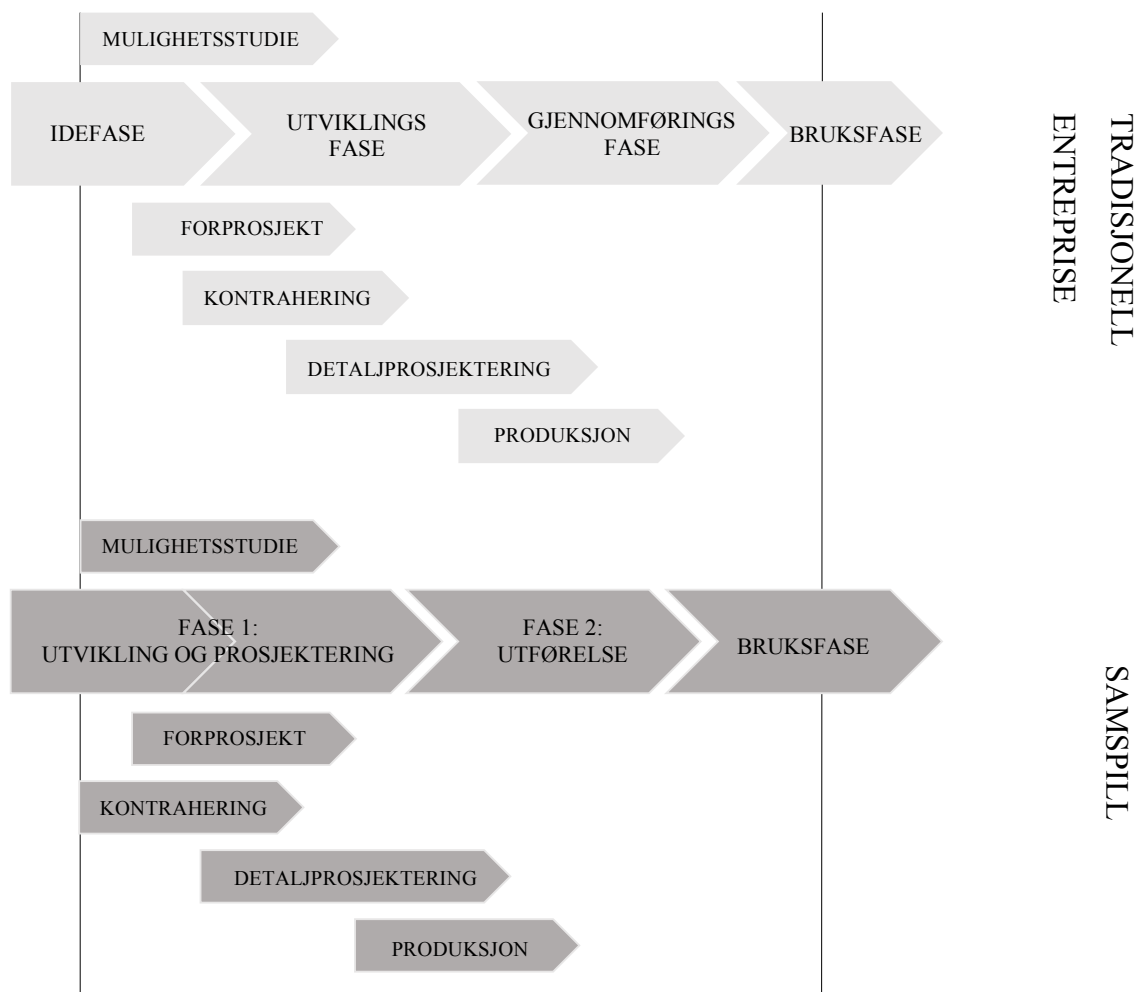 MULIGHETSSTUDIE
IDEFASE
UTVIKLINGS
FASE
GJENNOMFØRINGS
FASE
BRUKSFASE
FORPROSJEKT
KONTRAHERING
DETALJPROSJEKTERING
PRODUKSJON
TRADISJONELL
ENTREPRISE
MULIGHETSSTUDIE
FASE 1:
UTVIKLING OG PROSJEKTERING
FASE 2:
UTFØRELSE
BRUKSFASE
FORPROSJEKT
KONTRAHERING
DETALJPROSJEKTERING
PRODUKSJON
SAMSPILL